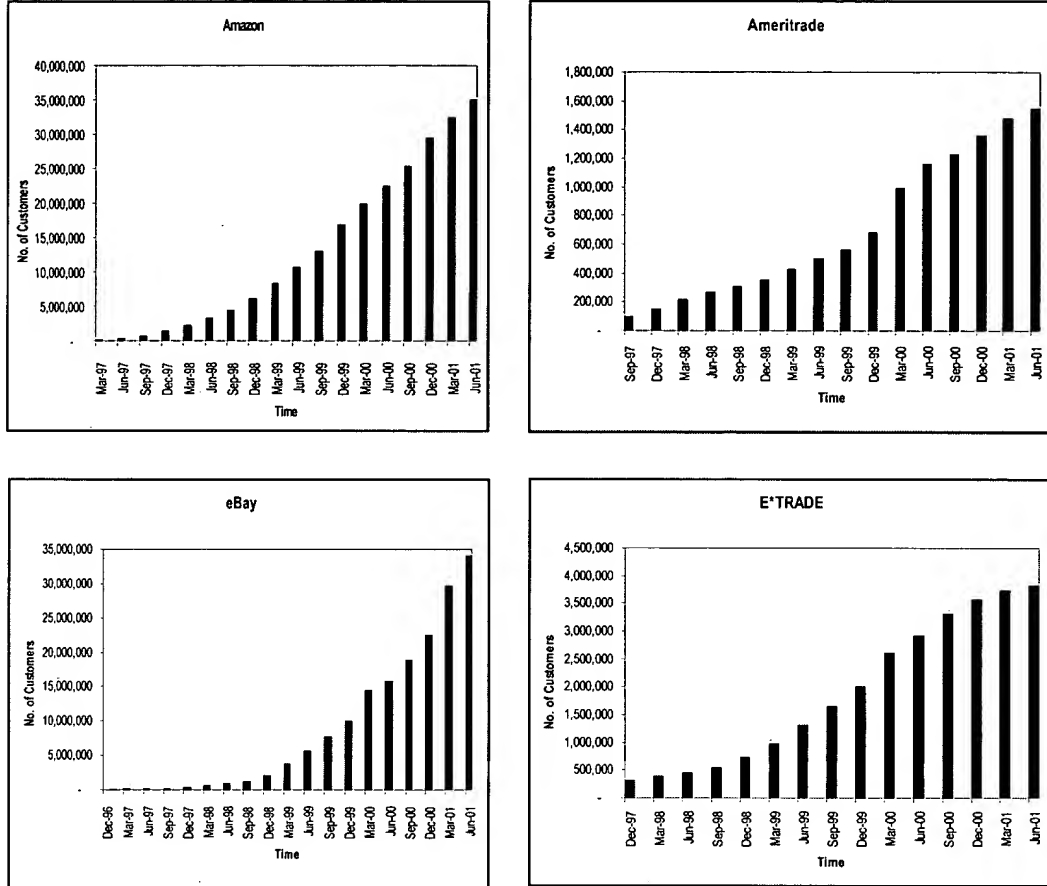 Amazon
No. of Customers
40,000,000
35,000,000
30,000,000
25,000,000
20,000,000
15,000,000
10,000,000
5,000,000
-
Mar-97
Jun-97
Sep-97
Dec-97
Mar-98
Jun-98
Sep-98
Dec-98
Mar-99
Jun-99
Sep-99
Dec-99
Mar-00
Jun-00
Sep-00
Dec-00
Mar-01
Jun-01
Time
Ameritrade
No. of Customers
1,800,000
1,600,000
1,400,000
1,200,000
1,000,000
800,000
600,000
400,000
200,000
-
Sep-97
Dec-97
Mar-98
Jun-98
Sep-98
Dec-98
Mar-99
Jun-99
Sep-99
Dec-99
Mar-00
Jun-00
Sep-00
Dec-00
Mar-01
Jun-01
Time
eBay
No. of Customers
35,000,000
30,000,000
25,000,000
20,000,000
15,000,000
10,000,000
5,000,000
-
Dec-96
Mar-97
Jun-97
Sep-97
Dec-97
Mar-98
Jun-98
Sep-98
Dec-98
Mar-99
Jun-99
Sep-99
Dec-99
Mar-00
Jun-00
Sep-00
Dec-00
Mar-01
Jun-01
Time
E*TRADE
No. of Customers
4,500,000
4,000,000
3,500,000
3,000,000
2,500,000
2,000,000
1,500,000
1,000,000
500,000
-
Dec-97
Mar-98
Jun-98
Sep-98
Dec-98
Mar-99
Jun-99
Sep-99
Dec-99
Mar-00
Jun-00
Sep-00
Dec-00
Mar-01
Jun-01
Time